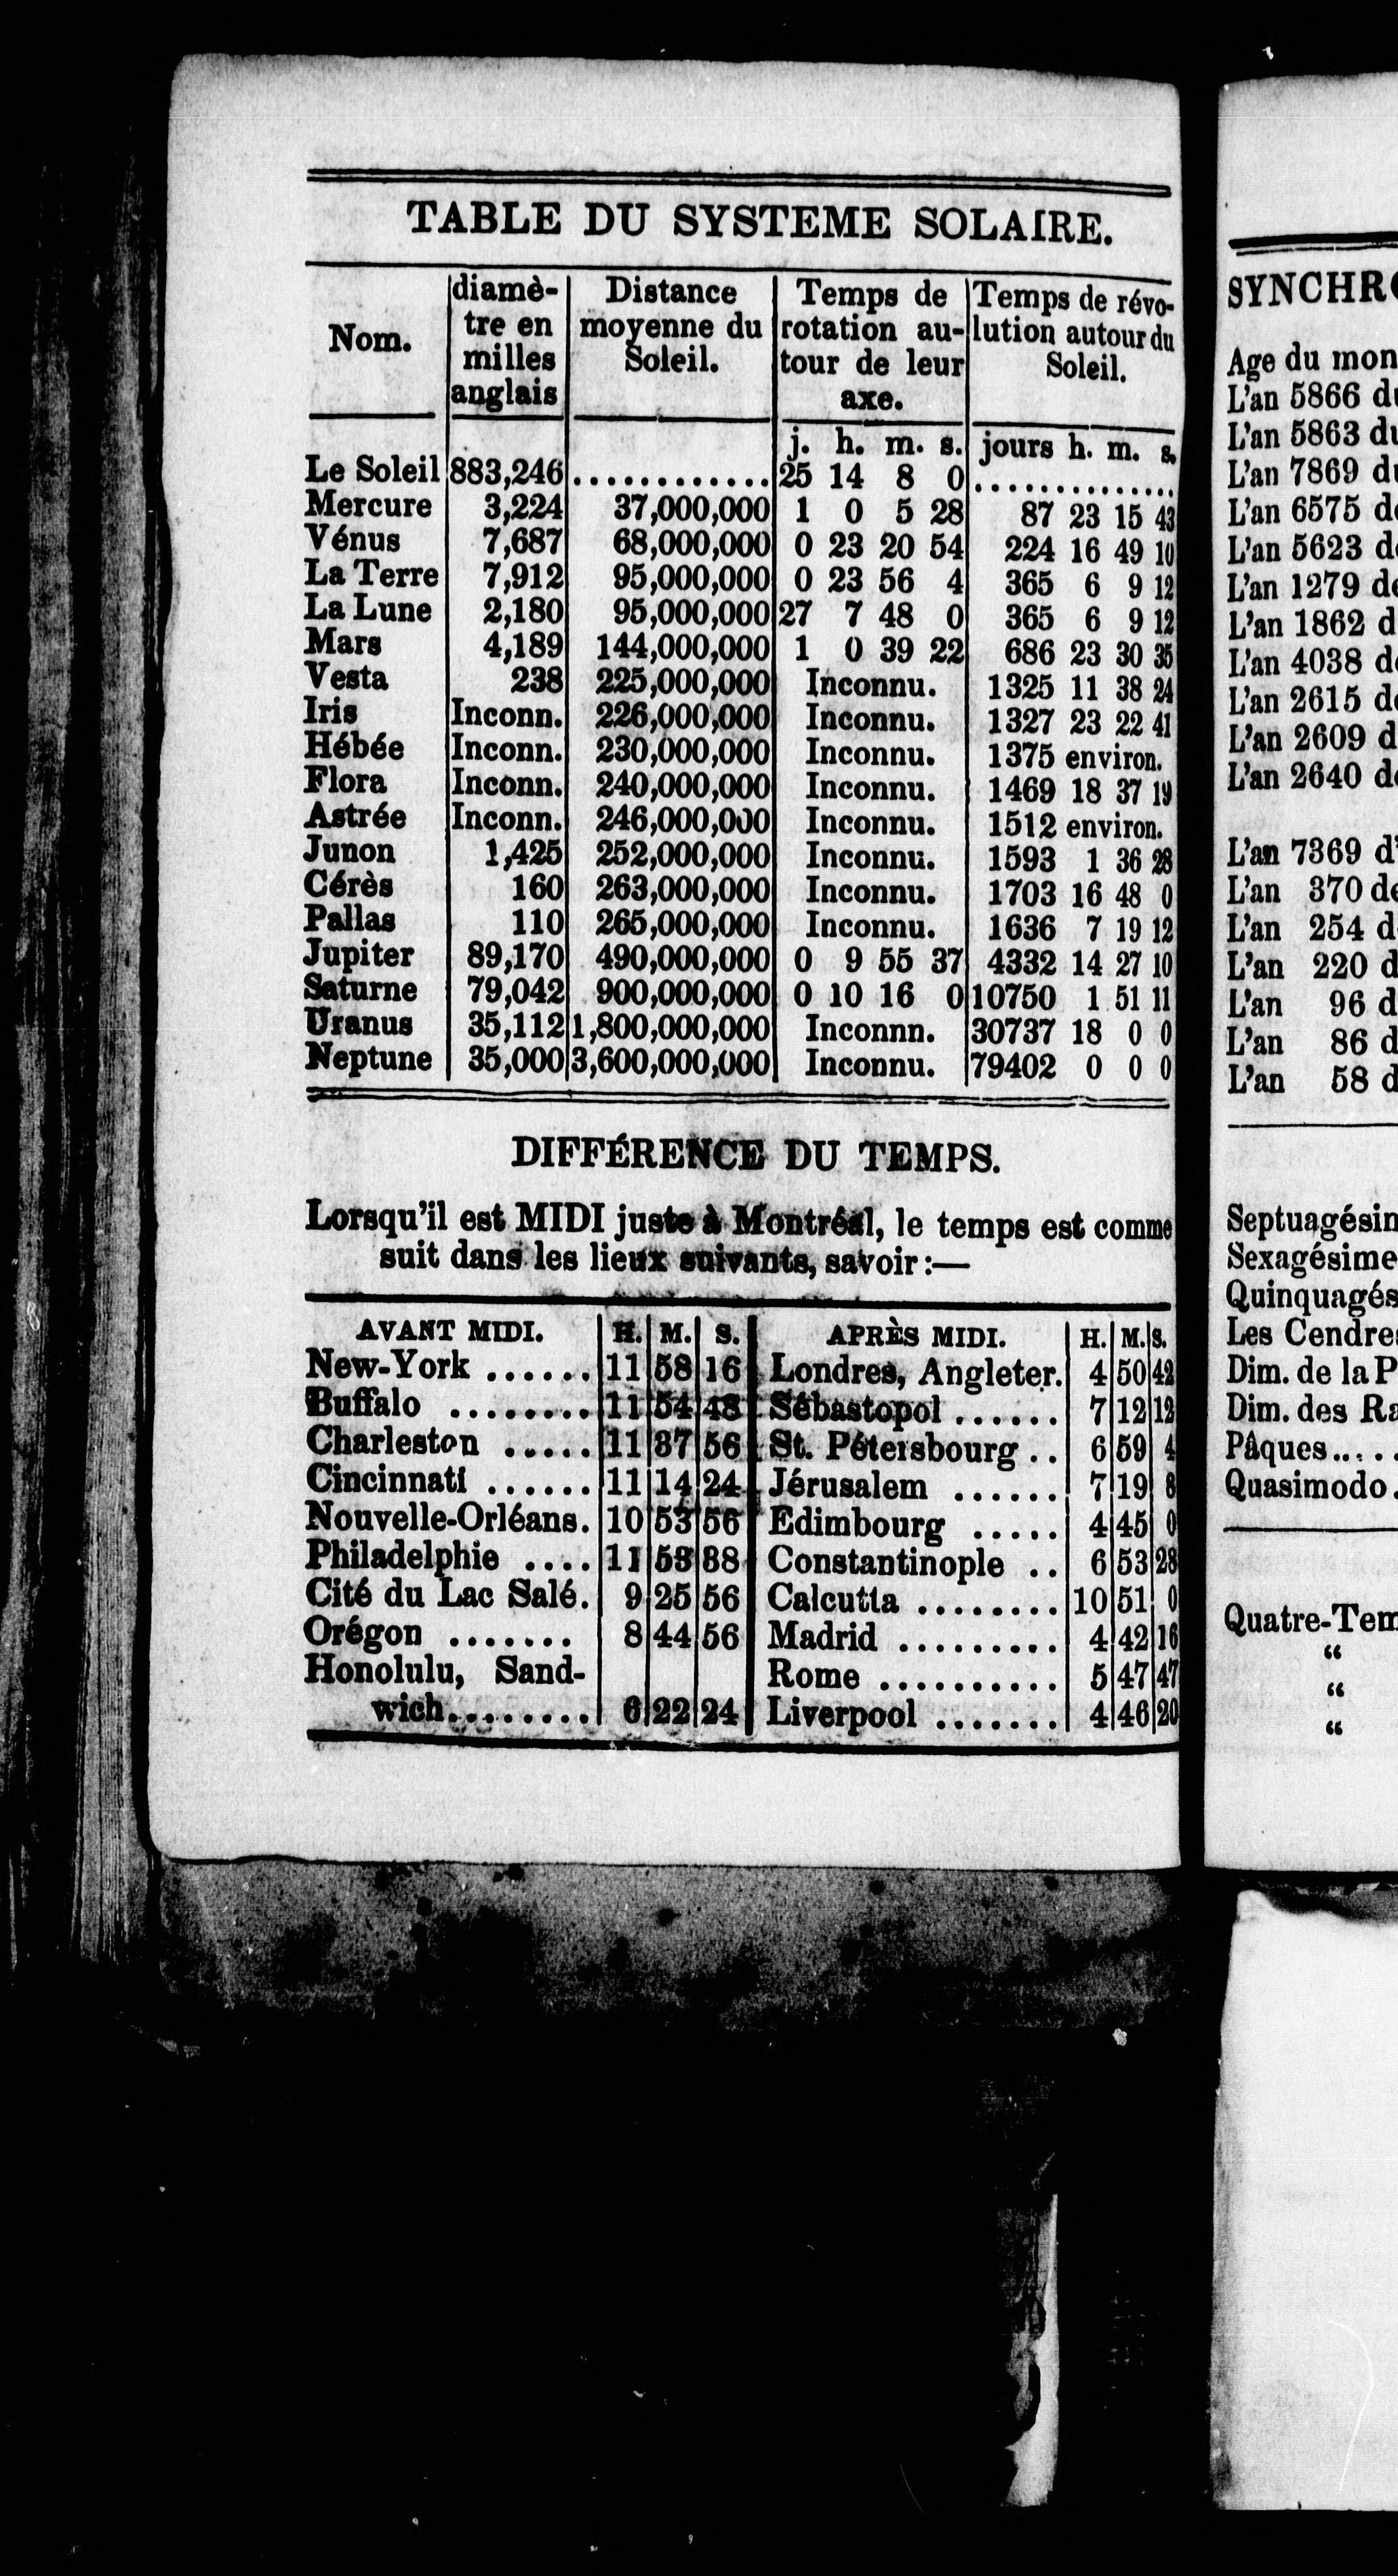 TABLE DU SYSTEME SOLAIRE.
Nom. diamè- Distance Temps de Temps de révo-
tre en moyenne du rotation au- lution autour du
milles Soleil. tour de leur Soleil.
anglais axe.
j. h. m. s. jours h. m. s.
Le Soleil 883,246 ............ 25 14 8 0 ..............
Mercure 3,224 37,000,000 1 0 5 28 87 23 15 43
Vénus 7,687 68,000,000 0 23 20 54 224 16 49 10
La Terre 7,912 95,000,000 0 23 56 4 365 6 9 12
La Lune 2,180 95,000,000 27 7 48 0 365 6 9 12
Mars 4,189 144,000,000 1 0 39 22 686 23 30 35
Vesta 238 225,000,000 Inconnu. 1325 11 38 24
Iris Inconn. 226,000,000 Inconnu. 1327 23 22 41
Hébée Inconn. 230,000,000 Inconnu. 1375 environ.
Flora Inconn. 240,000,000 Inconnu. 1469 18 37 19
Astrée Inconn. 246,000,000 Inconnu. 1512 environ.
Junon 1,425 252,000,000 Inconnu. 1593 1 36 28
Cérès 160 263,000,000 Inconnu. 1703 16 48 0
Pallas 110 265,000,000 Inconnu. 1636 7 19 12
Jupiter 89,170 490,000,000 0 9 55 37 4332 14 27 10
Saturne 79,042 900,000,000 0 10 16 0 10750 1 51 11
Uranus 35,112 1,800,000,000 Inconnn. 30737 18 0 0
Neptune 35,000 3,600,000,000 Inconnu. 79402 0 0 0
DIFFÉRENCE DU TEMPS.
Lorsqu'il est MIDI juste à Montréal, le temps est comme
suit dans les lieux suivants, savoir :—
AVANT MIDI. H. M. S. APRÈS MIDI. H. M. S.
New-York ...... 11 58 16 Londres, Angleter. 4 50 42
Buffalo ........ 11 54 48 Sébastopol ...... 7 12 12
Charleston ..... 11 37 56 St. Pétersbourg .. 6 59 4
Cincinnati ...... 11 14 24 Jérusalem ...... 7 19 8
Nouvelle-Orléans. 10 53 56 Edimbourg ..... 4 45 0
Philadelphie .... 11 53 38 Constantinople .. 6 53 28
Cité du Lac Salé. 9 25 56 Calcutta ........ 10 51 0
Orégon ....... 8 44 56 Madrid ......... 4 42 16
Honolulu, Sand- Rome .......... 5 47 47
wich........ 6 22 24 Liverpool ....... 4 46 20
SYNCHR
Age du mon
L'an 5866 d
L'an 5863 d
L'an 7869 d
L'an 6575 d
L'an 5623 d
L'an 1279 d
L'an 1862 d
L'an 4038 d
L'an 2615 d
L'an 2609 d
L'an 2640 d
L'an 7369 d'
L'an 370 de
L'an 254 d
L'an 220 d
L'an 96 d
L'an 86 d
L'an 58 d
Septuagésim
Sexagésime
Quinquagés
Les Cendre
Dim. de la P
Dim. des Ra
Pâques.....
Quasimodo.
Quatre-Tem
“
“
“